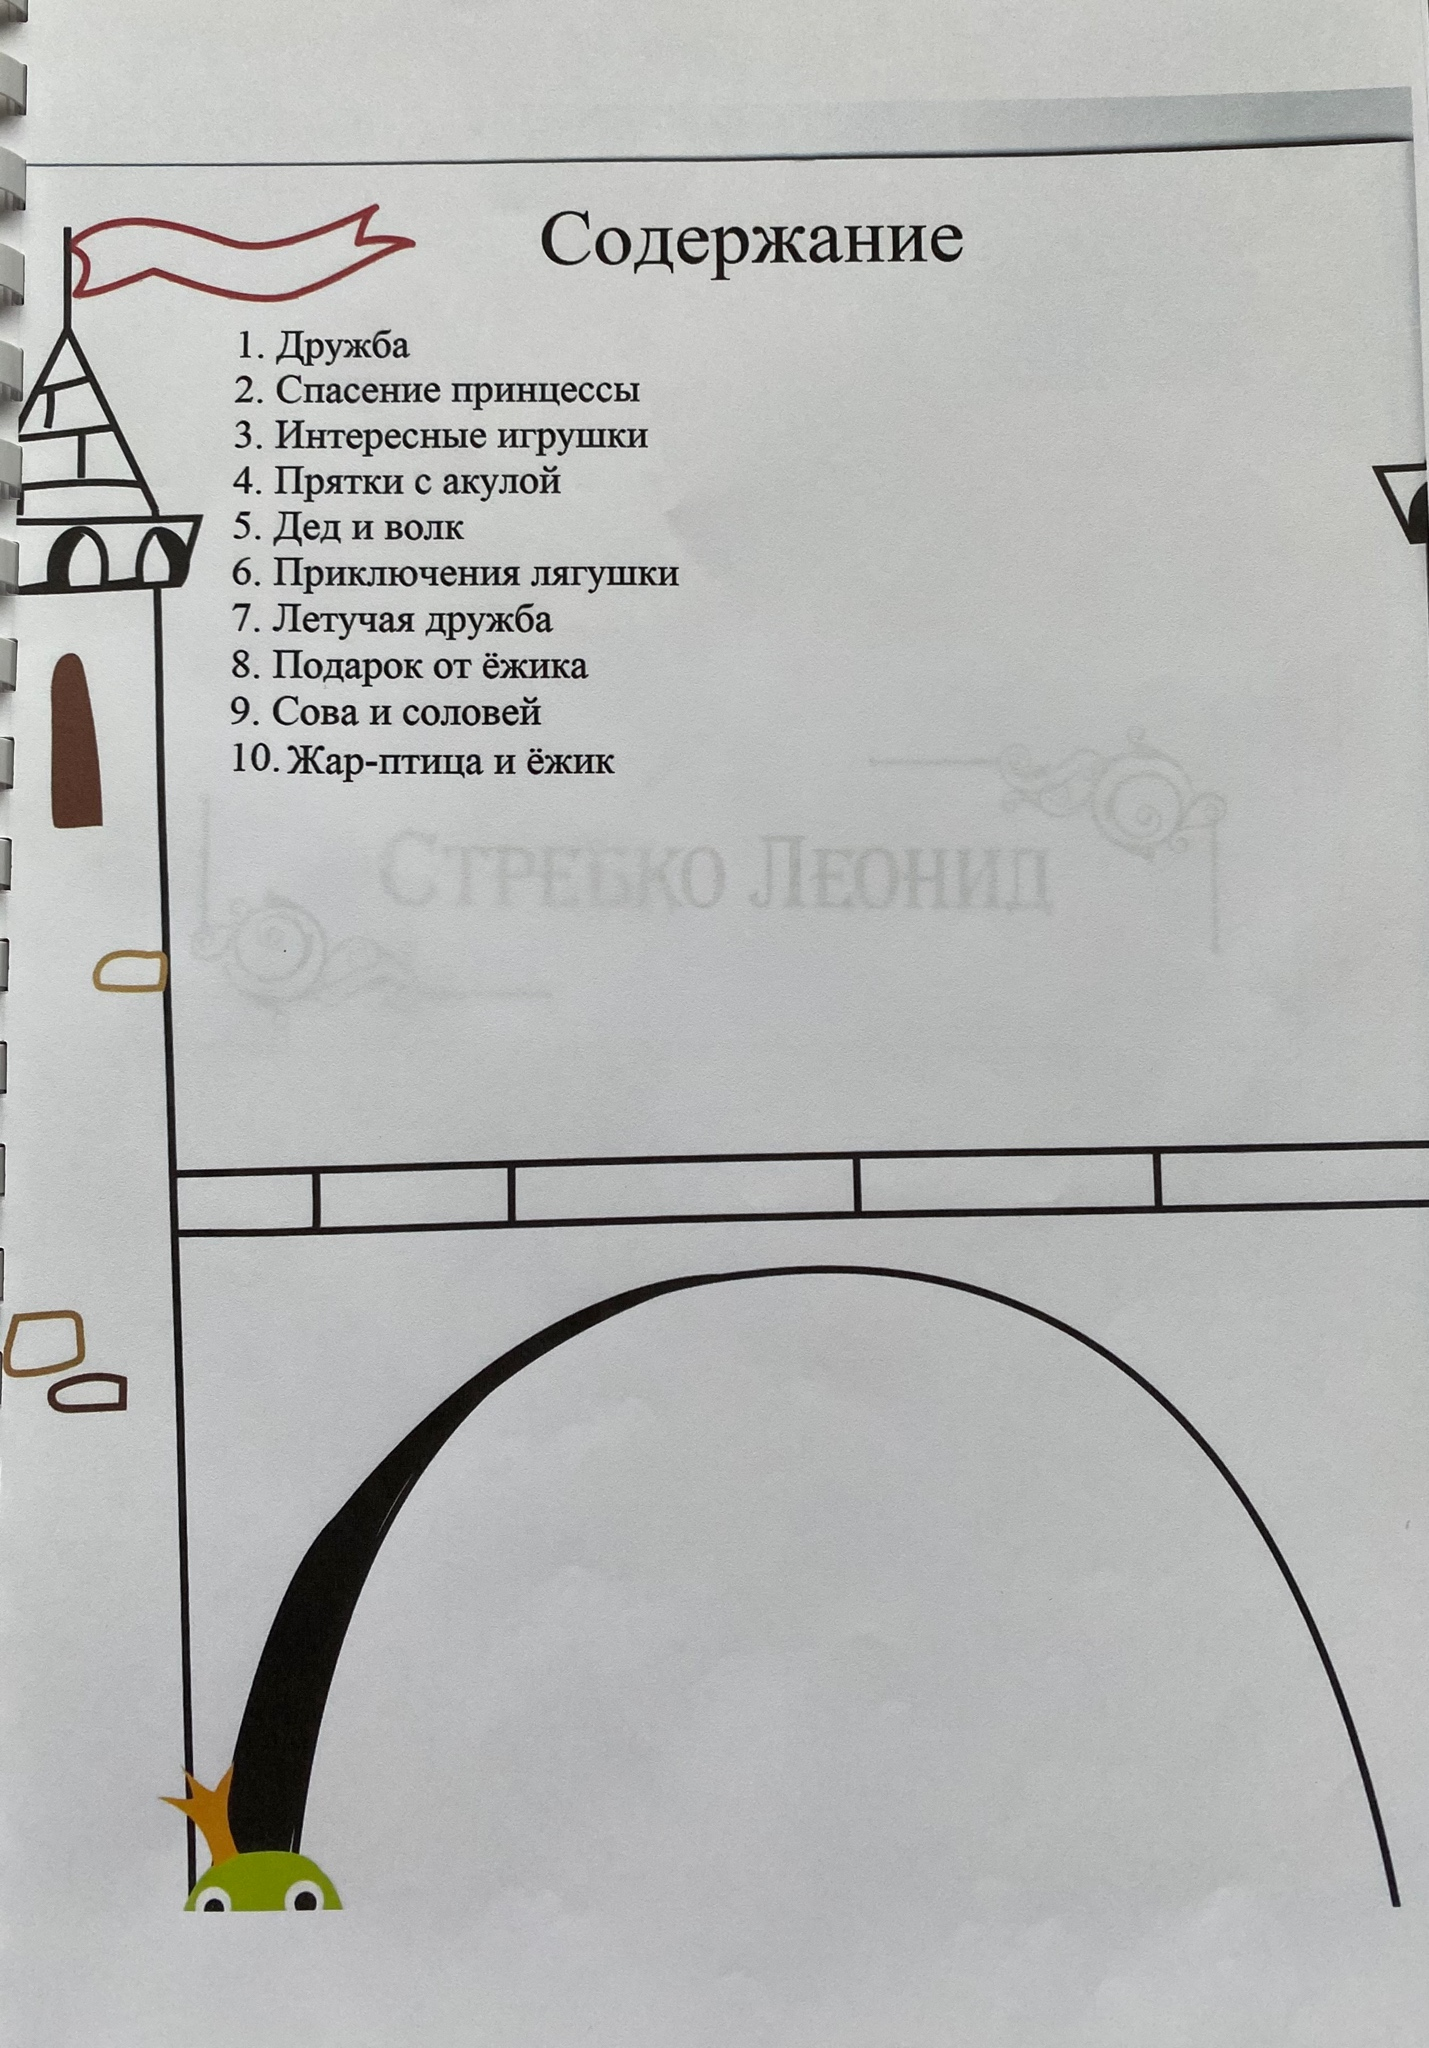 Содержание
1. Дружба
2. Спасение принцессы
3. Интересные игрушки
4. Прятки с акулой
5. Дед и волк
6. Приключения лягушки
7. Летучая дружба
8. Подарок от ёжика
9. Сова и соловей
10. Жар-птица и ёжик
Стребко Леонид